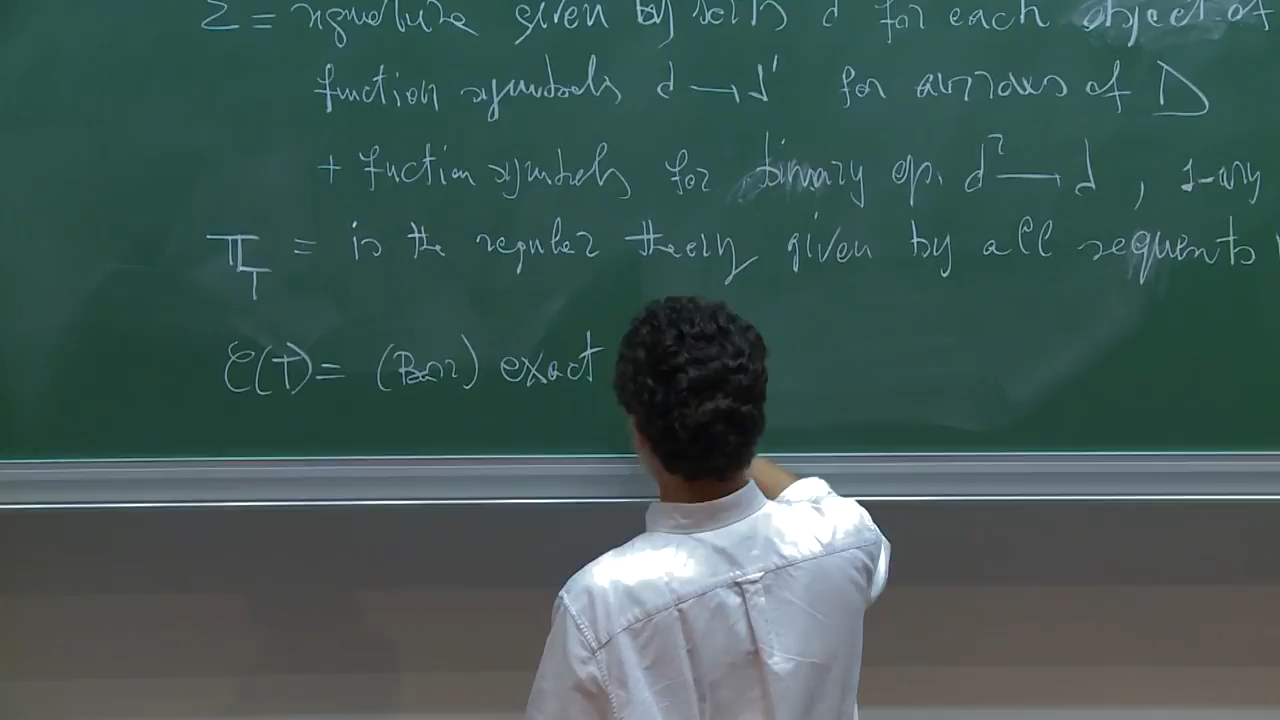 Σ = signature given by sorts d for each object of
function symbols d → d' for arrows of D
+ fuction symbols for binary op. d² → d , 1-ary
𝕋_T = is the regular theory given by all sequents
C(T) = (Barr) exact